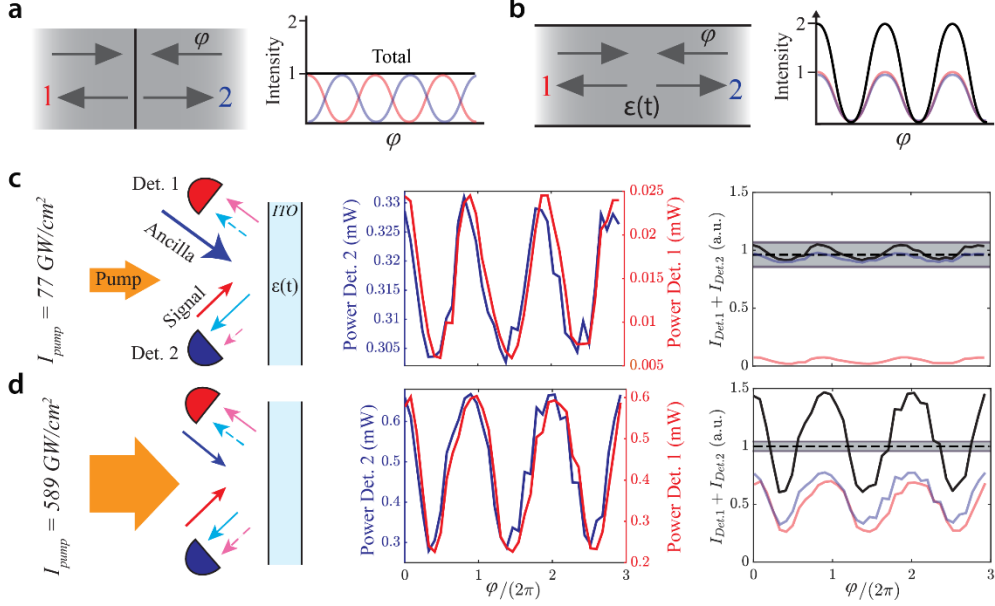 a
1
2
φ
Intensity
2
1
Total
φ
b
1
2
φ
ε(t)
Intensity
2
1
φ
c
I_pump = 77 GW/cm²
Pump
Det. 1
Ancilla
Signal
Det. 2
ITO
ε(t)
Power Det. 2 (mW)
0.33
0.325
0.32
0.315
0.31
0.305
Power Det. 1 (mW)
0.025
0.02
0.015
0.01
0.005
I_Det.1 + I_Det.2 (a.u.)
1.5
1
0.5
0
d
I_pump = 589 GW/cm²
Power Det. 2 (mW)
0.6
0.5
0.4
0.3
0 1 2 3
φ/(2π)
Power Det. 1 (mW)
0.6
0.5
0.4
0.3
0.2
I_Det.1 + I_Det.2 (a.u.)
1.5
1
0.5
0
0 1 2 3
φ/(2π)